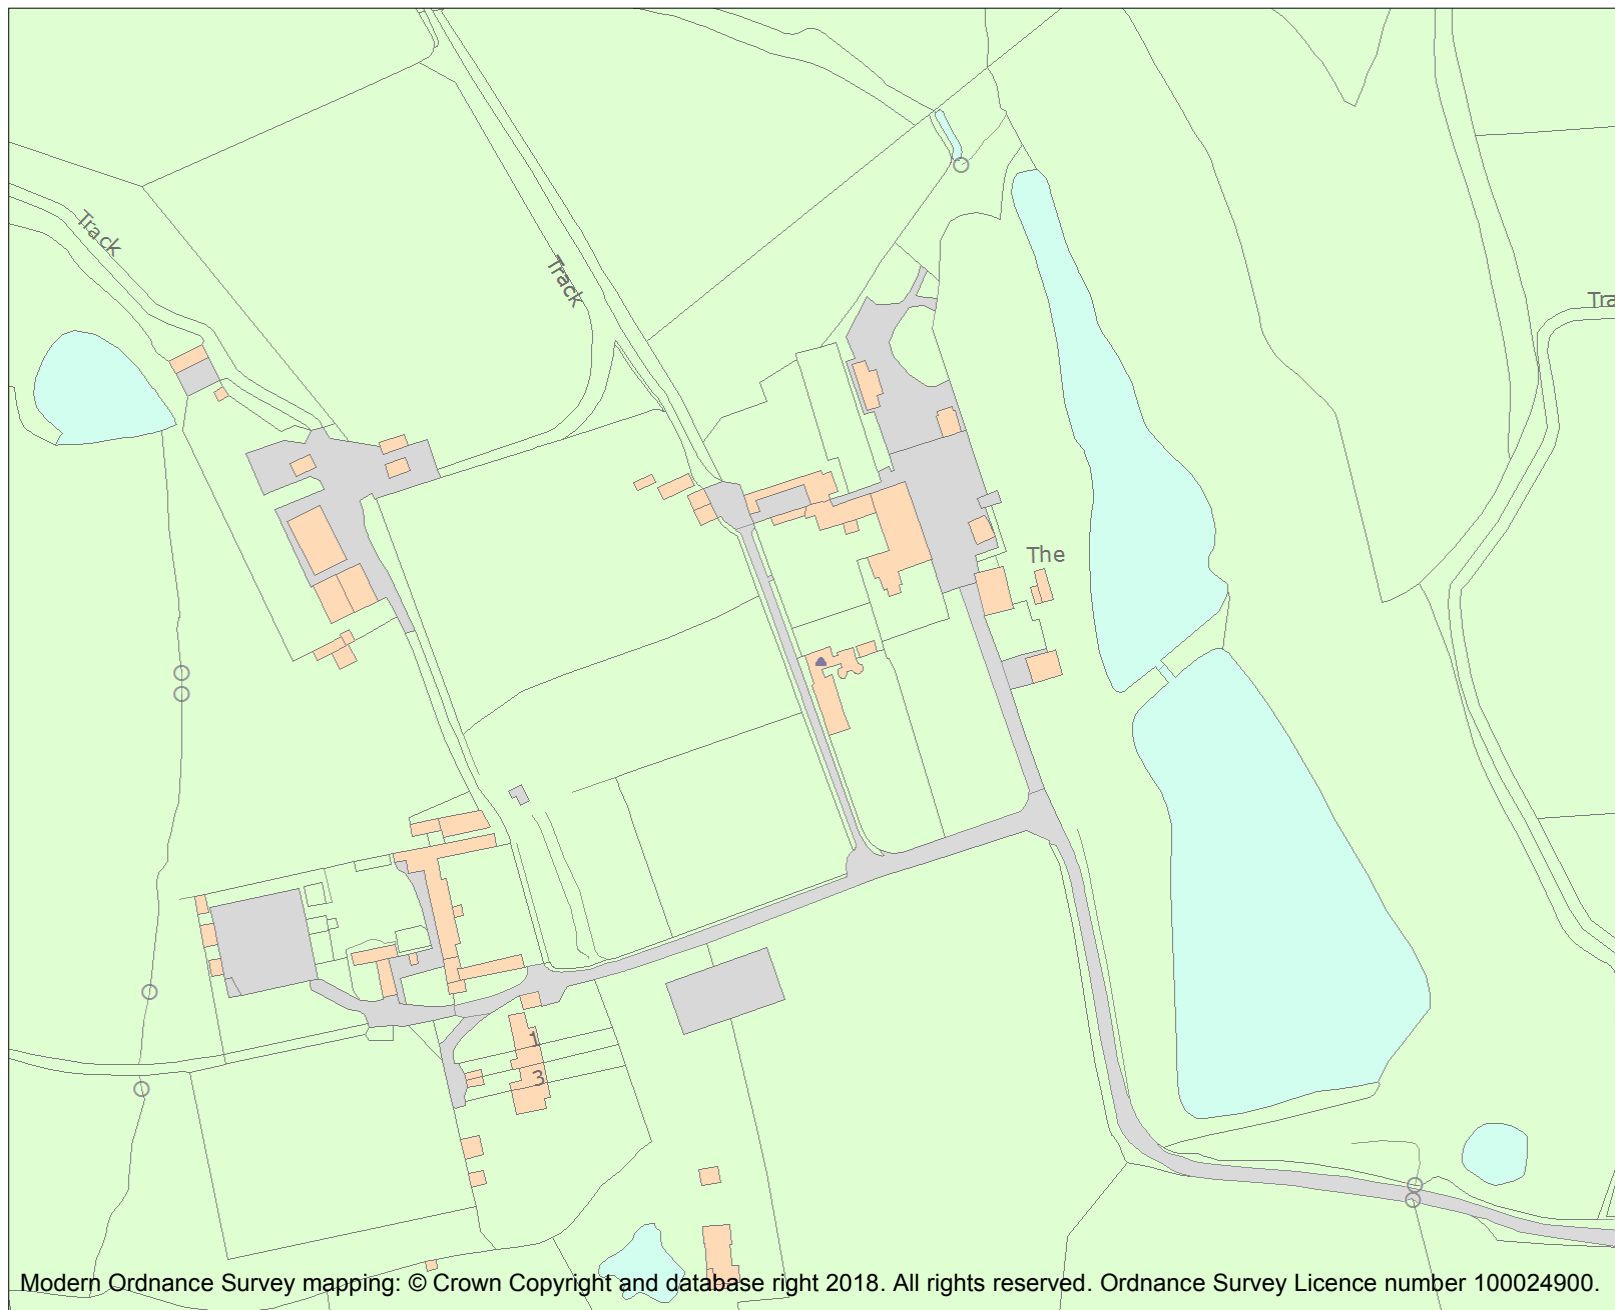 Track
Track
Tra
The
1
3
Modern Ordnance Survey mapping: © Crown Copyright and database right 2018. All rights reserved. Ordnance Survey Licence number 100024900.